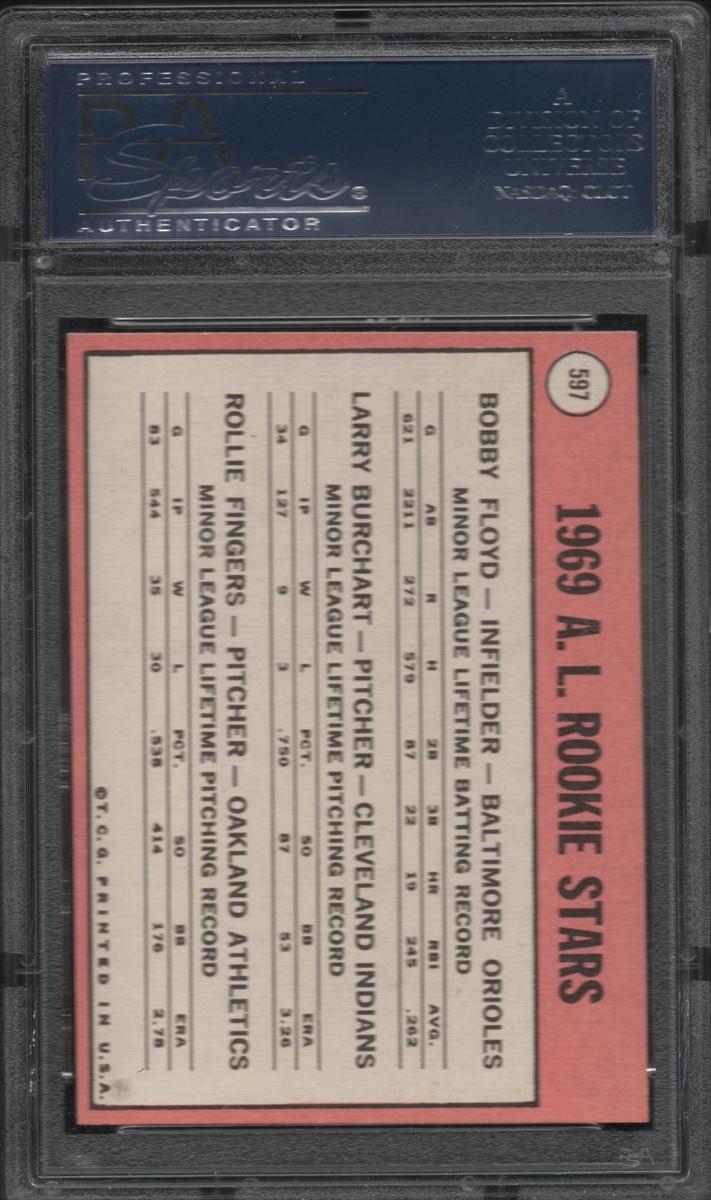 PROFESSIONAL
PSA
Sports®
AUTHENTICATOR
A
DIVISION OF
COLLECTORS
UNIVERSE
NASDAQ: CLCT
597
1969 A. L. ROOKIE STARS
BOBBY FLOYD — INFIELDER — BALTIMORE ORIOLES
MINOR LEAGUE LIFETIME BATTING RECORD
G AB R H 2B 3B HR RBI AVG.
621 2211 272 579 87 22 19 245 .262
LARRY BURCHART — PITCHER — CLEVELAND INDIANS
MINOR LEAGUE LIFETIME PITCHING RECORD
G IP W L PCT. SO BB ERA
34 127 9 3 .750 87 53 3.26
ROLLIE FINGERS — PITCHER — OAKLAND ATHLETICS
MINOR LEAGUE LIFETIME PITCHING RECORD
G IP W L PCT. SO BB ERA
83 544 35 30 .538 414 176 2.78
©T. C. G. PRINTED IN U.S.A.
PSA